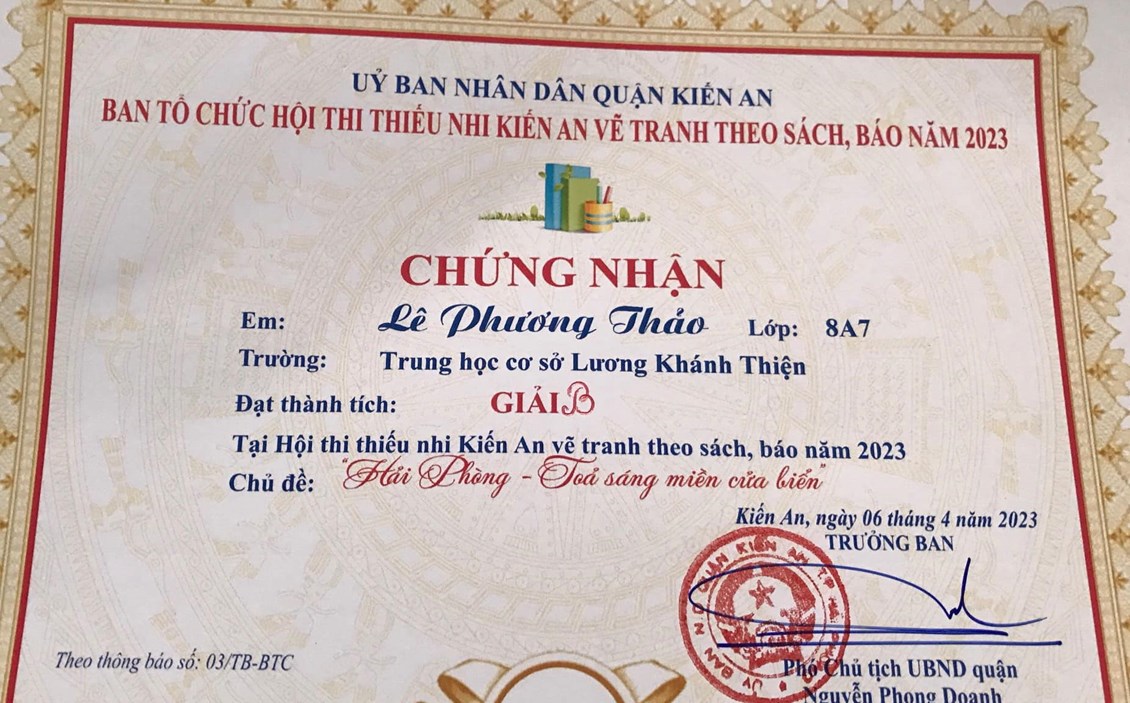 UỶ BAN NHÂN DÂN QUẬN KIẾN AN
BAN TỔ CHỨC HỘI THI THIẾU NHI KIẾN AN VẼ TRANH THEO SÁCH, BÁO NĂM 2023
CHỨNG NHẬN
Em: Lê Phương Thảo Lớp: 8A7
Trường: Trung học cơ sở Lương Khánh Thiện
Đạt thành tích: GIẢI B
Tại Hội thi thiếu nhi Kiến An vẽ tranh theo sách, báo năm 2023
Chủ đề: "Hải Phòng - Toả sáng miền cửa biển"
Kiến An, ngày 06 tháng 4 năm 2023
TRƯỞNG BAN
Theo thông báo số: 03/TB-BTC
Phó Chủ tịch UBND quận
Nguyễn Phong Doanh